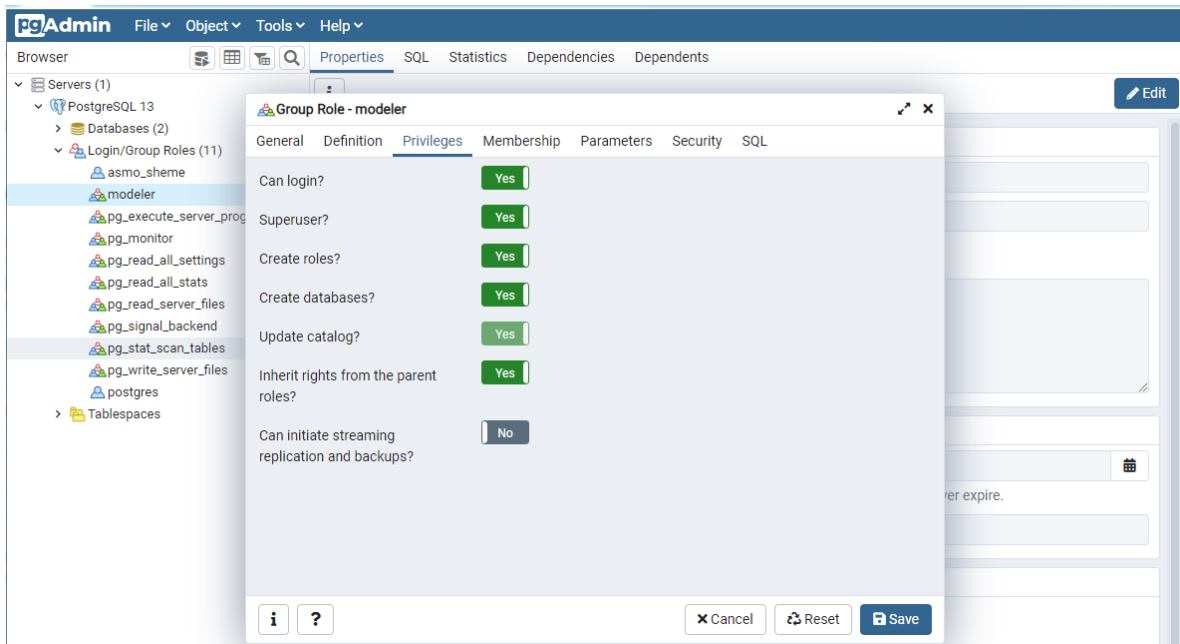 pgAdmin File Object Tools Help
Browser Properties SQL Statistics Dependencies Dependents
Servers (1)
PostgreSQL 13
Databases (2)
Login/Group Roles (11)
asmo_sheme
modeler
pg_execute_server_prog
pg_monitor
pg_read_all_settings
pg_read_all_stats
pg_read_server_files
pg_signal_backend
pg_stat_scan_tables
pg_write_server_files
postgres
Tablespaces
i
Edit
Group Role - modeler
General Definition Privileges Membership Parameters Security SQL
Can login? Yes
Superuser? Yes
Create roles? Yes
Create databases? Yes
Update catalog? Yes
Inherit rights from the parent Yes
roles?
Can initiate streaming No
replication and backups?
i ? Cancel Reset Save
er expire.